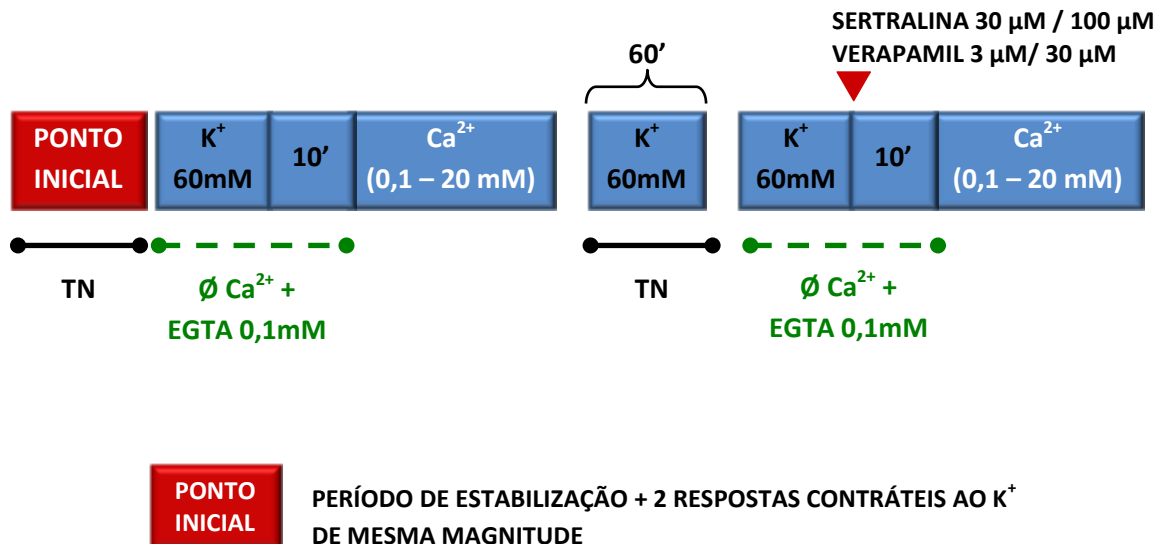 SERTRALINA 30 µM / 100 µM
VERAPAMIL 3 µM/ 30 µM
60’
PONTO
INICIAL
K⁺
60mM
10’
Ca²⁺
(0,1 – 20 mM)
K⁺
60mM
K⁺
60mM
10’
Ca²⁺
(0,1 – 20 mM)
TN
Ø Ca²⁺ +
EGTA 0,1mM
TN
Ø Ca²⁺ +
EGTA 0,1mM
PONTO
INICIAL
PERÍODO DE ESTABILIZAÇÃO + 2 RESPOSTAS CONTRÁTEIS AO K⁺
DE MESMA MAGNITUDE